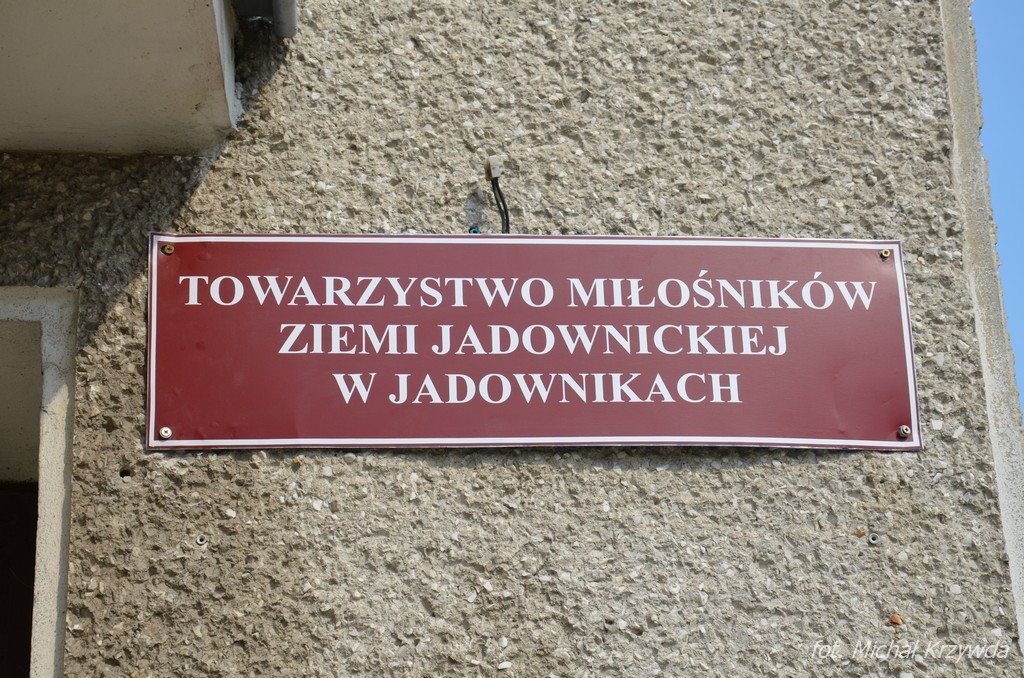 TOWARZYSTWO MIŁOŚNIKÓW
ZIEMI JADOWNICKIEJ
W JADOWNIKACH
fot. Michał Krzywda